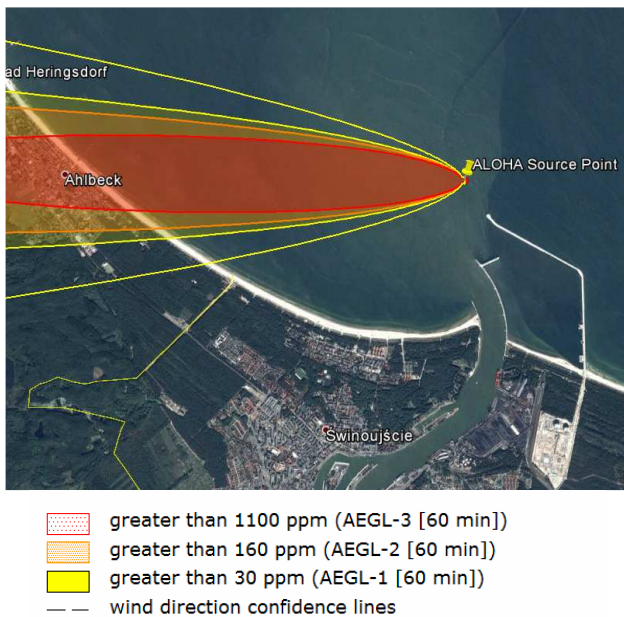 ad Heringsdorf
ALOHA Source Point
Ahlbeck
Świnoujście
greater than 1100 ppm (AEGL-3 [60 min])
greater than 160 ppm (AEGL-2 [60 min])
greater than 30 ppm (AEGL-1 [60 min])
wind direction confidence lines